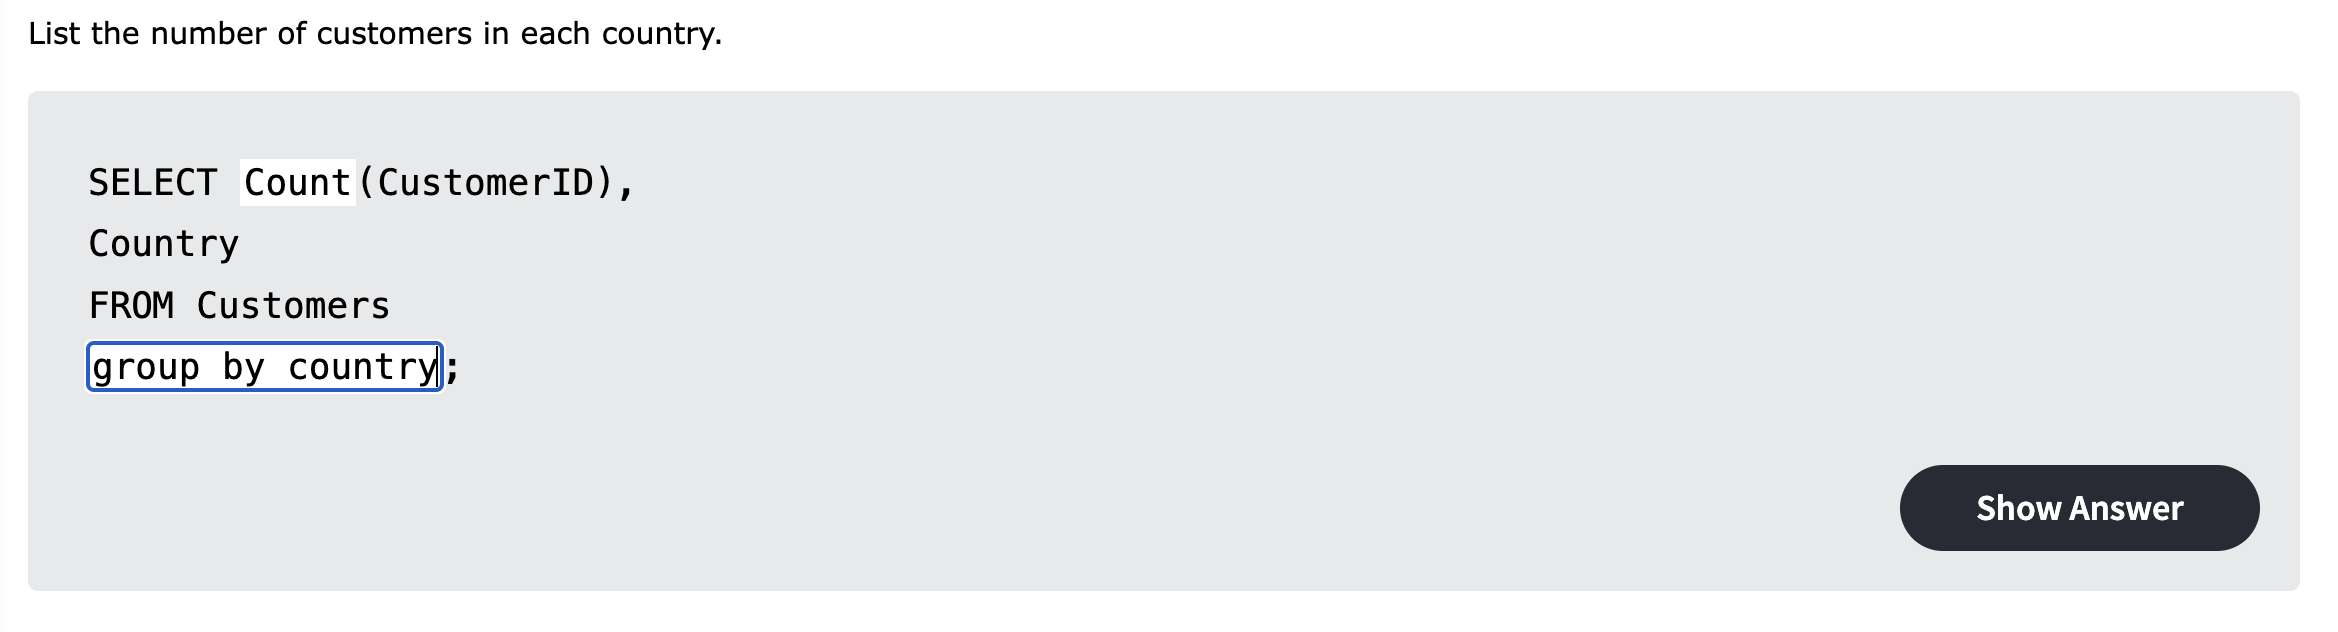 List the number of customers in each country.
SELECT Count(CustomerID),
Country
FROM Customers
group by country;
Show Answer